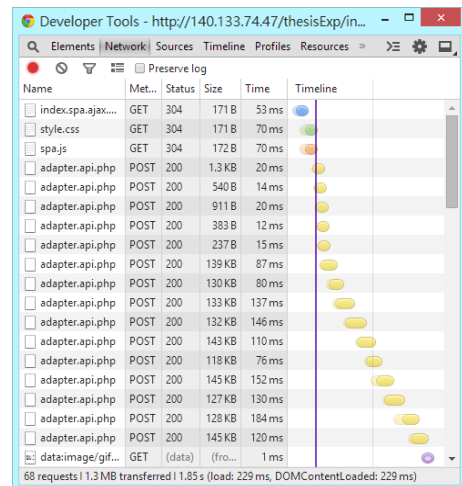 Developer Tools - http://140.133.74.47/thesisExp/in...
Elements Network Sources Timeline Profiles Resources »
Preserve log
Name Met... Status Size Time Timeline
index.spa.ajax.... GET 304 171 B 53 ms
style.css GET 304 171 B 70 ms
spa.js GET 304 172 B 70 ms
adapter.api.php POST 200 1.3 KB 20 ms
adapter.api.php POST 200 540 B 14 ms
adapter.api.php POST 200 911 B 20 ms
adapter.api.php POST 200 383 B 12 ms
adapter.api.php POST 200 237 B 15 ms
adapter.api.php POST 200 139 KB 87 ms
adapter.api.php POST 200 130 KB 80 ms
adapter.api.php POST 200 133 KB 137 ms
adapter.api.php POST 200 132 KB 146 ms
adapter.api.php POST 200 143 KB 110 ms
adapter.api.php POST 200 118 KB 76 ms
adapter.api.php POST 200 145 KB 152 ms
adapter.api.php POST 200 127 KB 130 ms
adapter.api.php POST 200 128 KB 184 ms
adapter.api.php POST 200 145 KB 120 ms
data:image/gif... GET (data) (fro... 1 ms
68 requests | 1.3 MB transferred | 1.85 s (load: 229 ms, DOMContentLoaded: 229 ms)